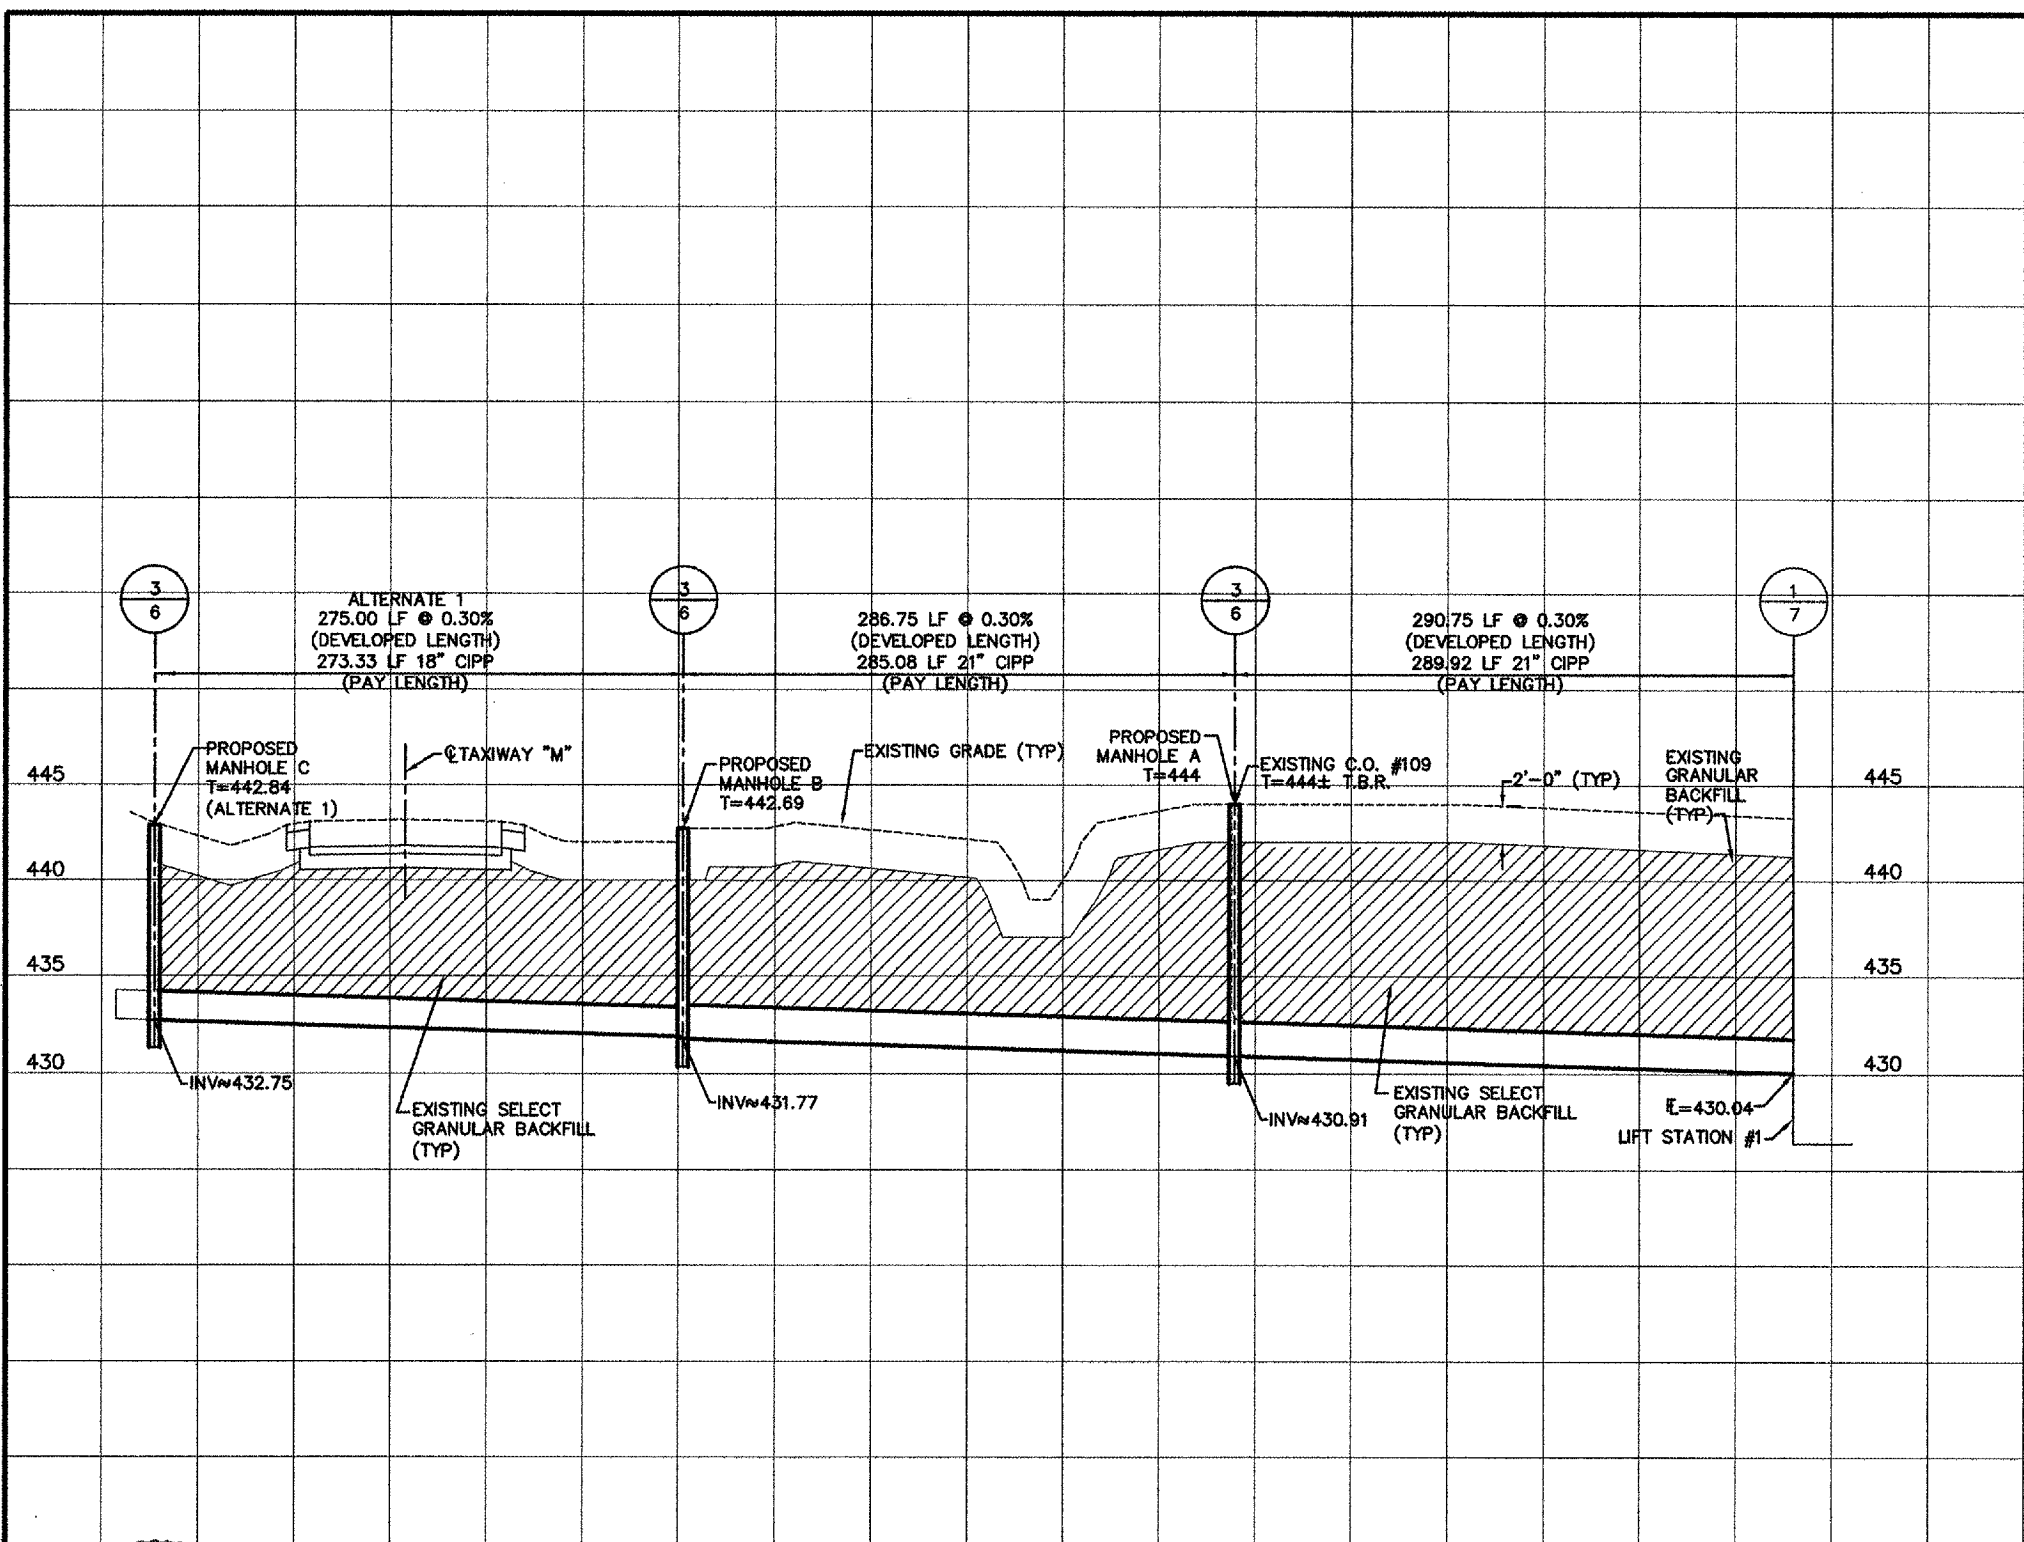 3
6
3
6
3
6
1
7
ALTERNATE 1
275.00 LF @ 0.30%
(DEVELOPED LENGTH)
273.33 LF 18" CIPP
(PAY LENGTH)
286.75 LF @ 0.30%
(DEVELOPED LENGTH)
285.08 LF 21" CIPP
(PAY LENGTH)
290.75 LF @ 0.30%
(DEVELOPED LENGTH)
289.92 LF 21" CIPP
(PAY LENGTH)
PROPOSED
MANHOLE C
T=442.84
(ALTERNATE 1)
℄ TAXIWAY "M"
PROPOSED
MANHOLE B
T=442.69
EXISTING GRADE (TYP)
PROPOSED
MANHOLE A
T=444
EXISTING C.O. #109
T=444± T.B.R.
2'-0" (TYP)
EXISTING
GRANULAR
BACKFILL
(TYP)
445
445
440
440
435
435
430
430
INV≈432.75
EXISTING SELECT
GRANULAR BACKFILL
(TYP)
INV≈431.77
INV≈430.91
EXISTING SELECT
GRANULAR BACKFILL
(TYP)
=430.04
LIFT STATION #1